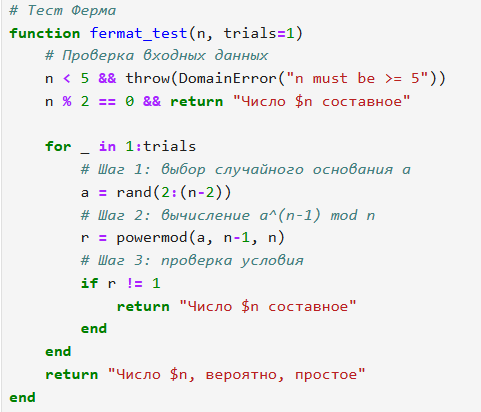 # Тест Ферма
function fermat_test(n, trials=1)
    # Проверка входных данных
    n < 5 && throw(DomainError("n must be >= 5"))
    n % 2 == 0 && return "Число $n составное"

    for _ in 1:trials
        # Шаг 1: выбор случайного основания a
        a = rand(2:(n-2))
        # Шаг 2: вычисление a^(n-1) mod n
        r = powermod(a, n-1, n)
        # Шаг 3: проверка условия
        if r != 1
            return "Число $n составное"
        end
    end
    return "Число $n, вероятно, простое"
end